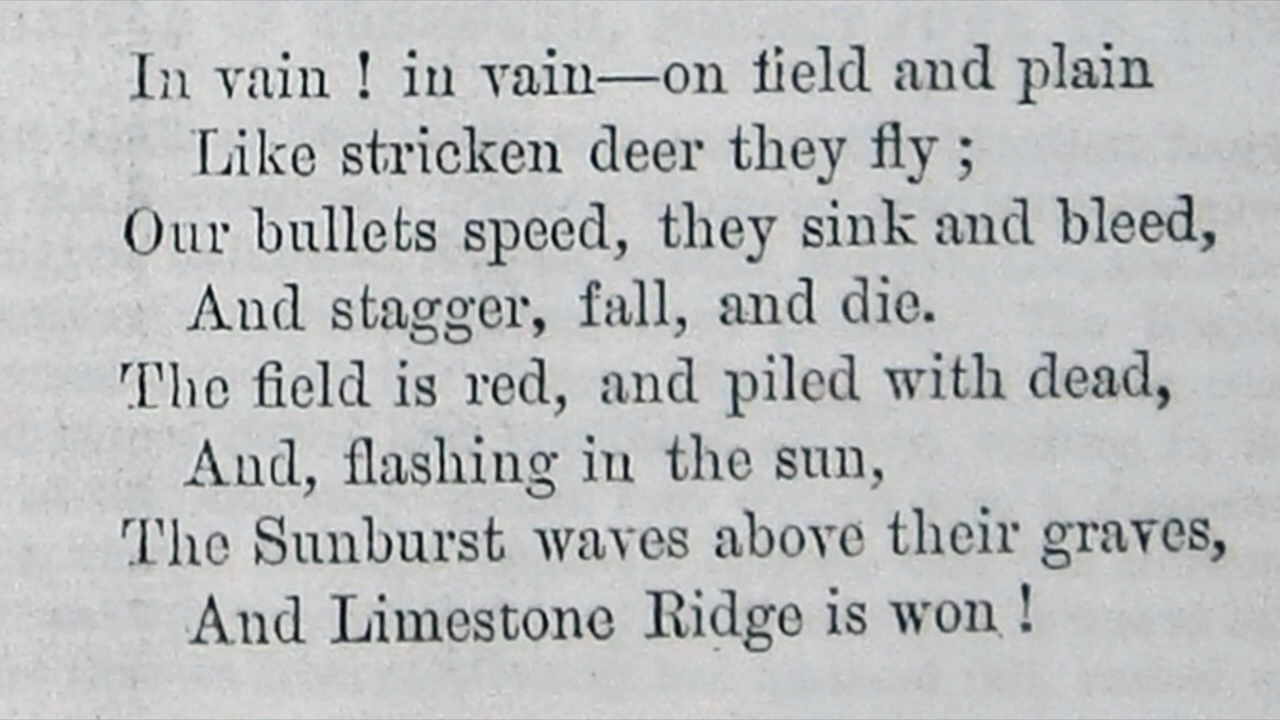 In vain ! in vain—on field and plain
Like stricken deer they fly ;
Our bullets speed, they sink and bleed,
And stagger, fall, and die.
The field is red, and piled with dead,
And, flashing in the sun,
The Sunburst waves above their graves,
And Limestone Ridge is won !